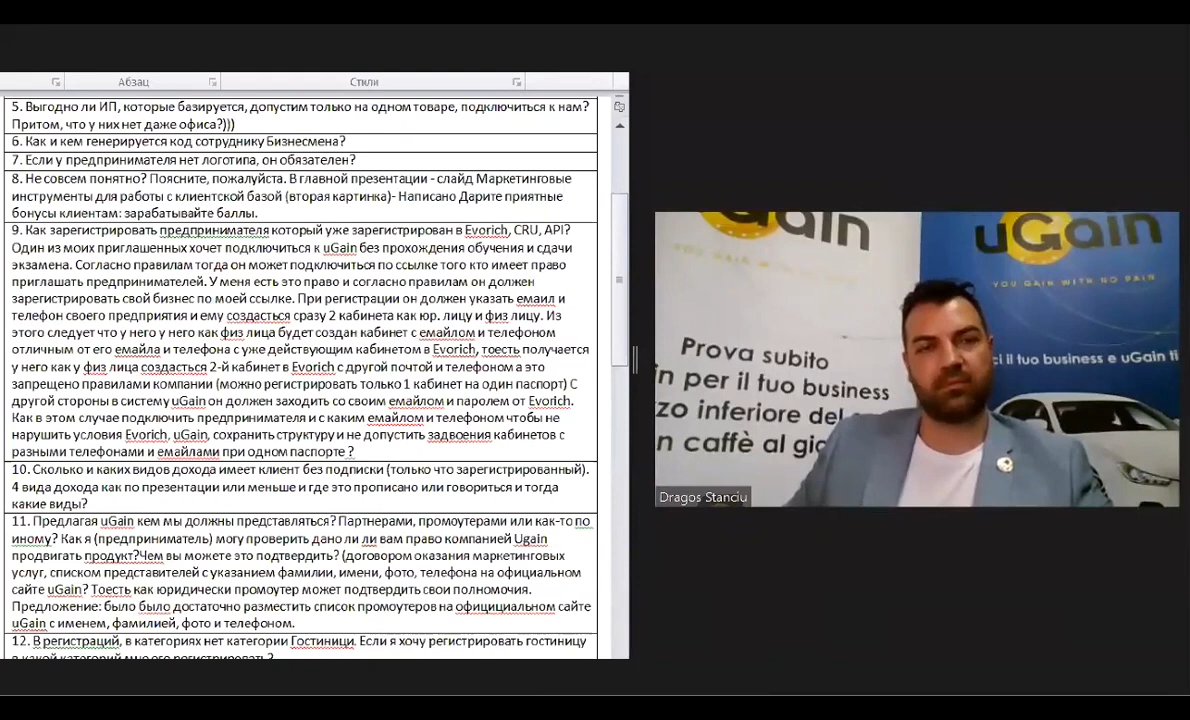 Абзац
Стили
5. Выгодно ли ИП, которые базируется, допустим только на одном товаре, подключиться к нам?
Притом, что у них нет даже офиса?)))
6. Как и кем генерируется код сотруднику Бизнесмена?
7. Если у предпринимателя нет логотипа, он обязателен?
8. Не совсем понятно? Поясните, пожалуйста. В главной презентации - слайд Маркетинговые
инструменты для работы с клиентской базой (вторая картинка)- Написано Дарите приятные
бонусы клиентам: зарабатывайте баллы.
9. Как зарегистрировать предпринимателя который уже зарегистрирован в Evorich, CRU, API?
Один из моих приглашенных хочет подключиться к uGain без прохождения обучения и сдачи
экзамена. Согласно правилам тогда он может подключиться по ссылке того кто имеет право
приглашать предпринимателей. У меня есть это право и согласно правилам он должен
зарегистрировать свой бизнес по моей ссылке. При регистрации он должен указать емаил и
телефон своего предприятия и ему создасться сразу 2 кабинета как юр. лицу и физ лицу. Из
этого следует что у него у него как физ лица будет создан кабинет с емайлом и телефоном
отличным от его емайла и телефона с уже действующим кабинетом в Evorich, тоесть получается
у него как у физ лица создасться 2-й кабинет в Evorich с другой почтой и телефоном а это
запрещено правилами компании (можно регистрировать только 1 кабинет на один паспорт) С
другой стороны в систему uGain он должен заходить со своим емайлом и паролем от Evorich.
Как в этом случае подключить предпринимателя и с каким емайлом и телефоном чтобы не
нарушить условия Evorich, uGain, сохранить структуру и не допустить задвоения кабинетов с
разными телефонами и емайлами при одном паспорте ?
10. Сколько и каких видов дохода имеет клиент без подписки (только что зарегистрированный).
4 вида дохода как по презентации или меньше и где это прописано или говориться и тогда
какие виды?
11. Предлагая uGain кем мы должны представляться? Партнерами, промоутерами или как-то по
иному? Как я (предприниматель) могу проверить дано ли ли вам право компанией Ugain
продвигать продукт?Чем вы можете это подтвердить? (договором оказания маркетинговых
услуг, списком представителей с указанием фамилии, имени, фото, телефона на официальном
сайте uGain? Тоесть как юридически промоутер может подтвердить свои полномочия.
Предложение: было было достаточно разместить список промоутеров на официциальном сайте
uGain с именем, фамилией, фото и телефоном.
12. В регистраций, в категориях нет категории Гостиници. Если я хочу регистрировать гостиницу
в какой категорий мне его регистрировать?
uGain
YOU GAIN WITH NO PAIN
Prova subito
in per il tuo business
zo inferiore del
n caffè al gio
ci il tuo business e uGain ti
Dragos Stanciu